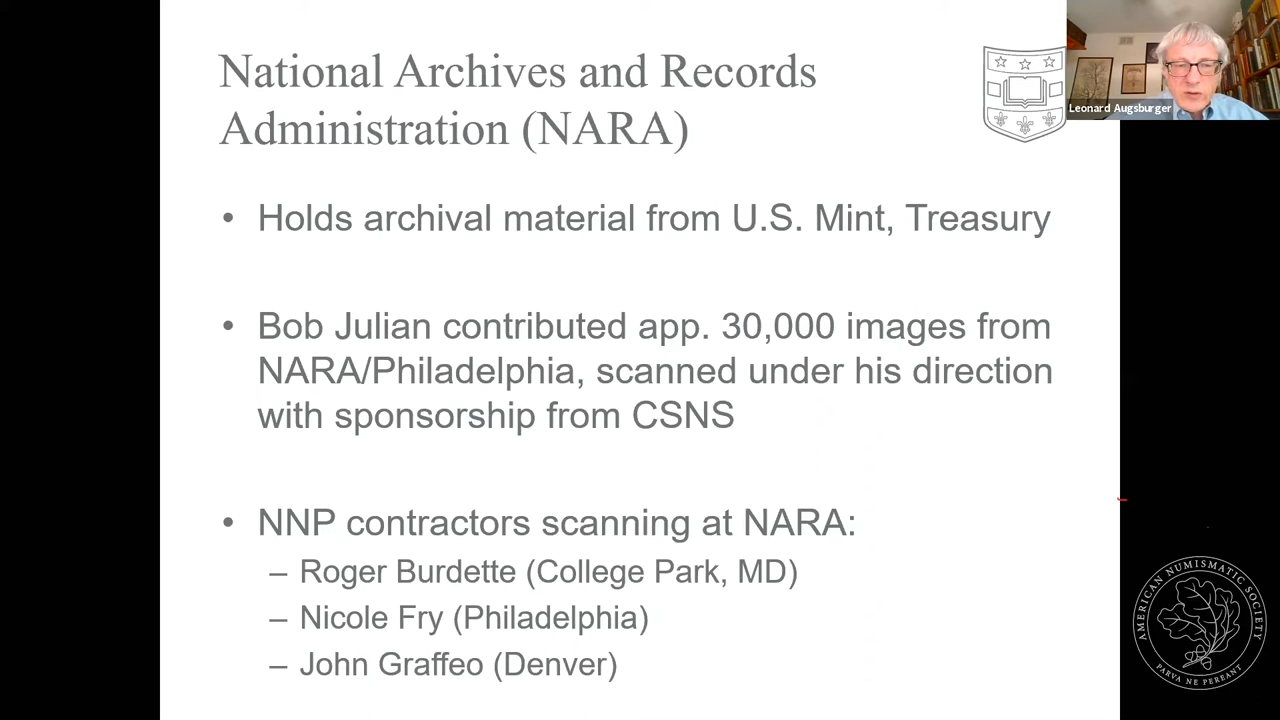 National Archives and Records
Administration (NARA)
Leonard Augsburger
• Holds archival material from U.S. Mint, Treasury
• Bob Julian contributed app. 30,000 images from
NARA/Philadelphia, scanned under his direction
with sponsorship from CSNS
• NNP contractors scanning at NARA:
– Roger Burdette (College Park, MD)
– Nicole Fry (Philadelphia)
– John Graffeo (Denver)
AMERICAN NUMISMATIC SOCIETY
PARVA NE PEREANT